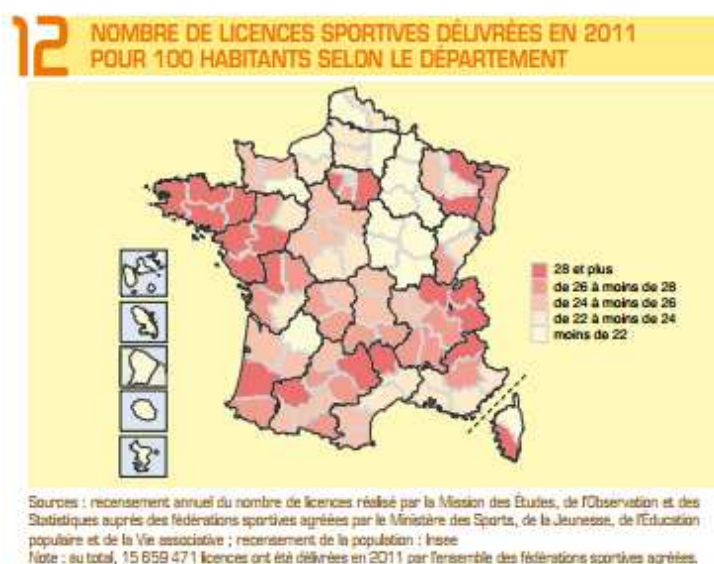 12 NOMBRE DE LICENCES SPORTIVES DÉLIVRÉES EN 2011
POUR 100 HABITANTS SELON LE DÉPARTEMENT
28 et plus
de 26 à moins de 28
de 24 à moins de 26
de 22 à moins de 24
moins de 22
Sources : recensement annuel du nombre de licences réalisé par la Mission des Études, de l'Observation et des
Statistiques auprès des fédérations sportives agréées par le Ministère des Sports, de la Jeunesse, de l'Éducation
populaire et de la Vie associative ; recensement de la population : Insee
Note : au total, 15 659 471 licences ont été délivrées en 2011 par l'ensemble des fédérations sportives agréées.